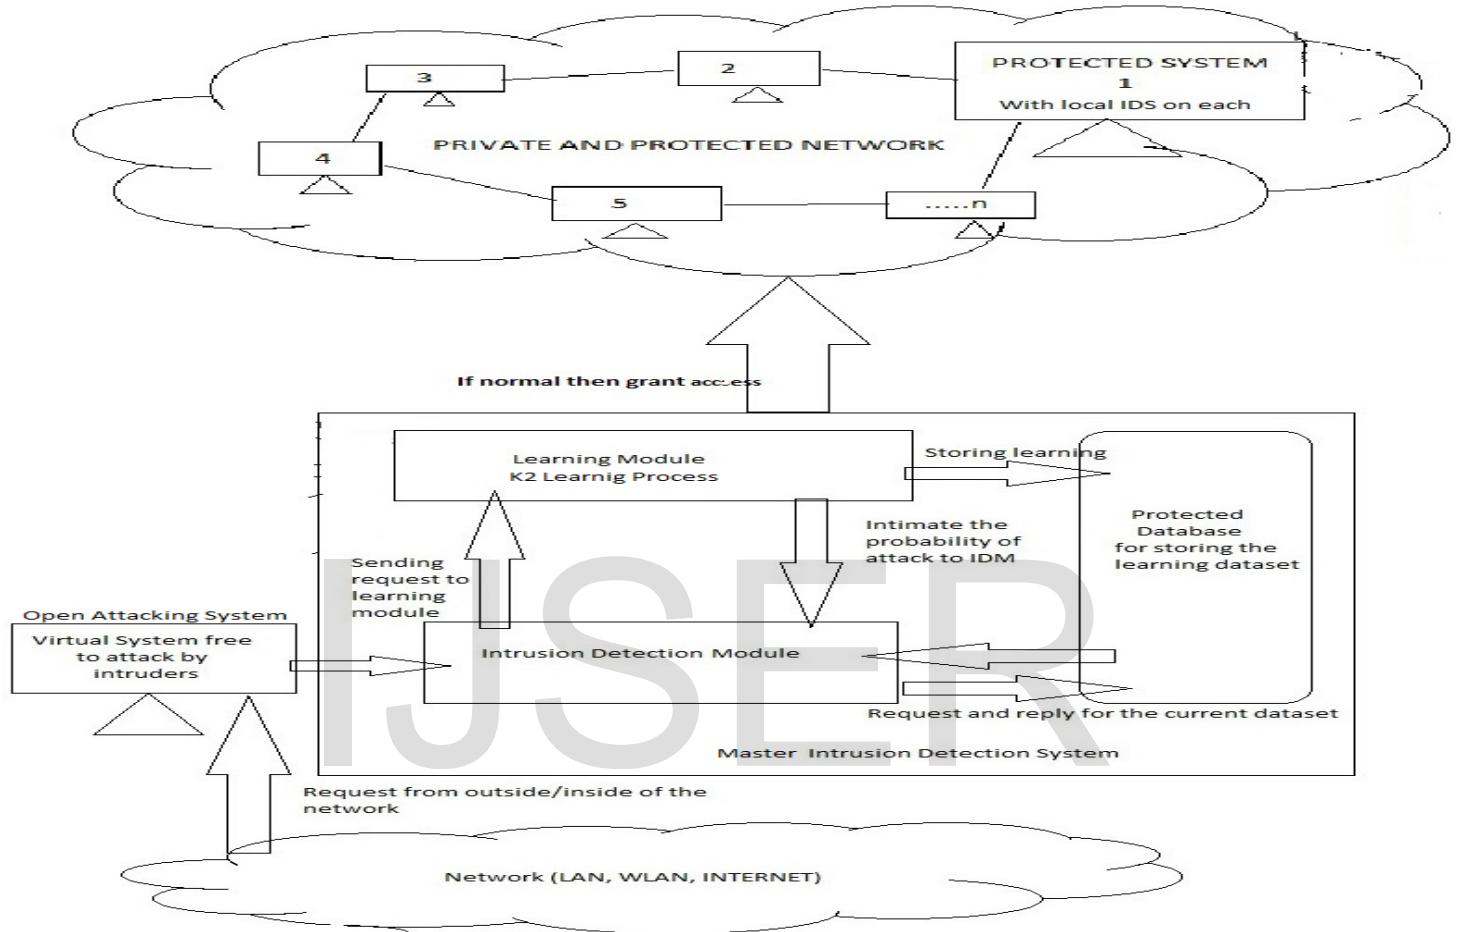 3
2
PROTECTED SYSTEM
1
With local IDS on each
PRIVATE AND PROTECTED NETWORK
4
5
.....n
If normal then grant access
Learning Module
K2 Learnig Process
Storing learning
Intimate the
probability of
attack to IDM
Protected
Database
for storing the
learning dataset
Sending
request to
learning
module
Open Attacking System
Virtual System free
to attack by
intruders
Intrusion Detection Module
Request and reply for the current dataset
Master Intrusion Detection System
Request from outside/inside of the
network
Network (LAN, WLAN, INTERNET)
IJSER